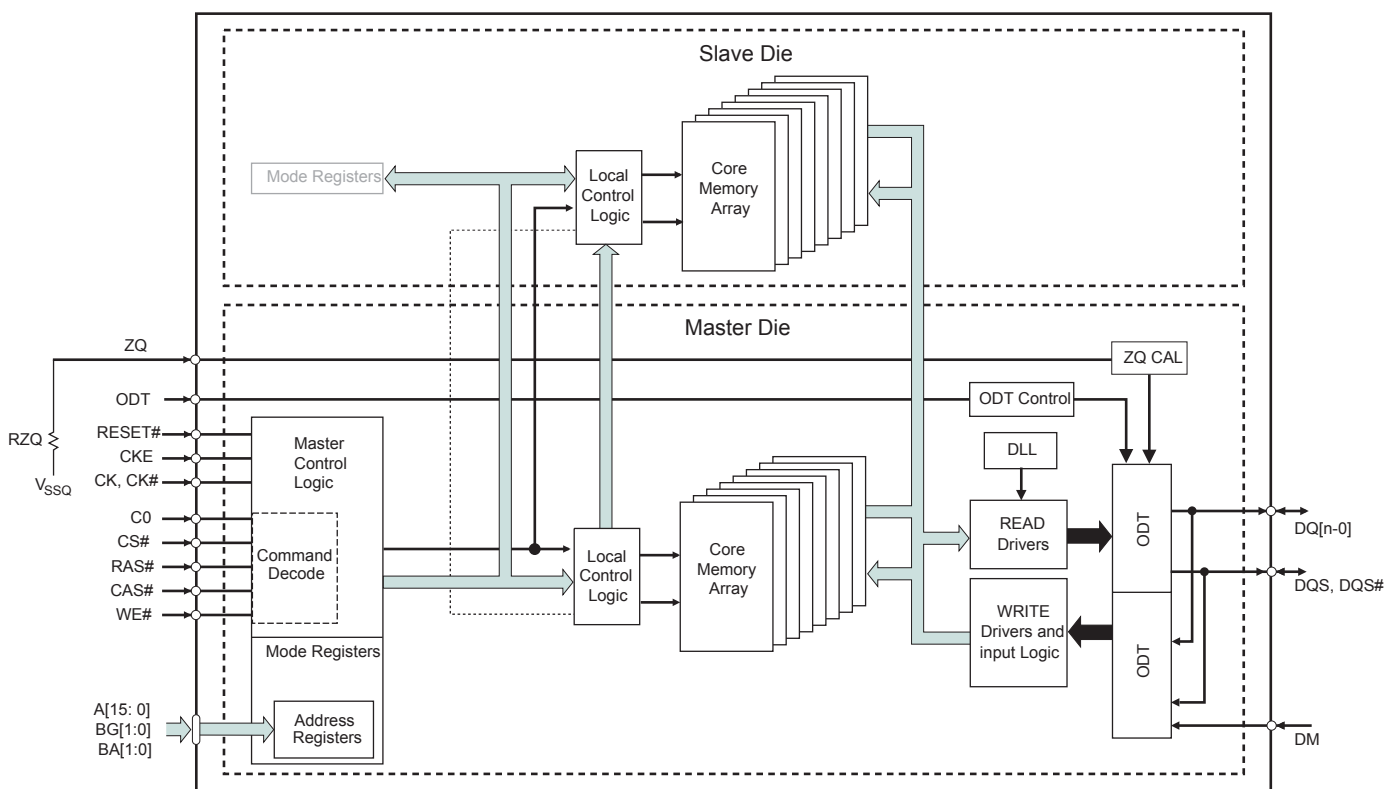 Slave Die
Mode Registers
Local
Control
Logic
Core
Memory
Array
Master Die
ZQ
ZQ CAL
ODT
ODT Control
RZQ
VSSQ
RESET#
CKE
CK, CK#
C0
CS#
RAS#
CAS#
WE#
Master
Control
Logic
Command
Decode
Mode Registers
A[15: 0]
BG[1:0]
BA[1:0]
Address
Registers
Local
Control
Logic
Core
Memory
Array
DLL
READ
Drivers
WRITE
Drivers and
input Logic
ODT
ODT
DQ[n-0]
DQS, DQS#
DM